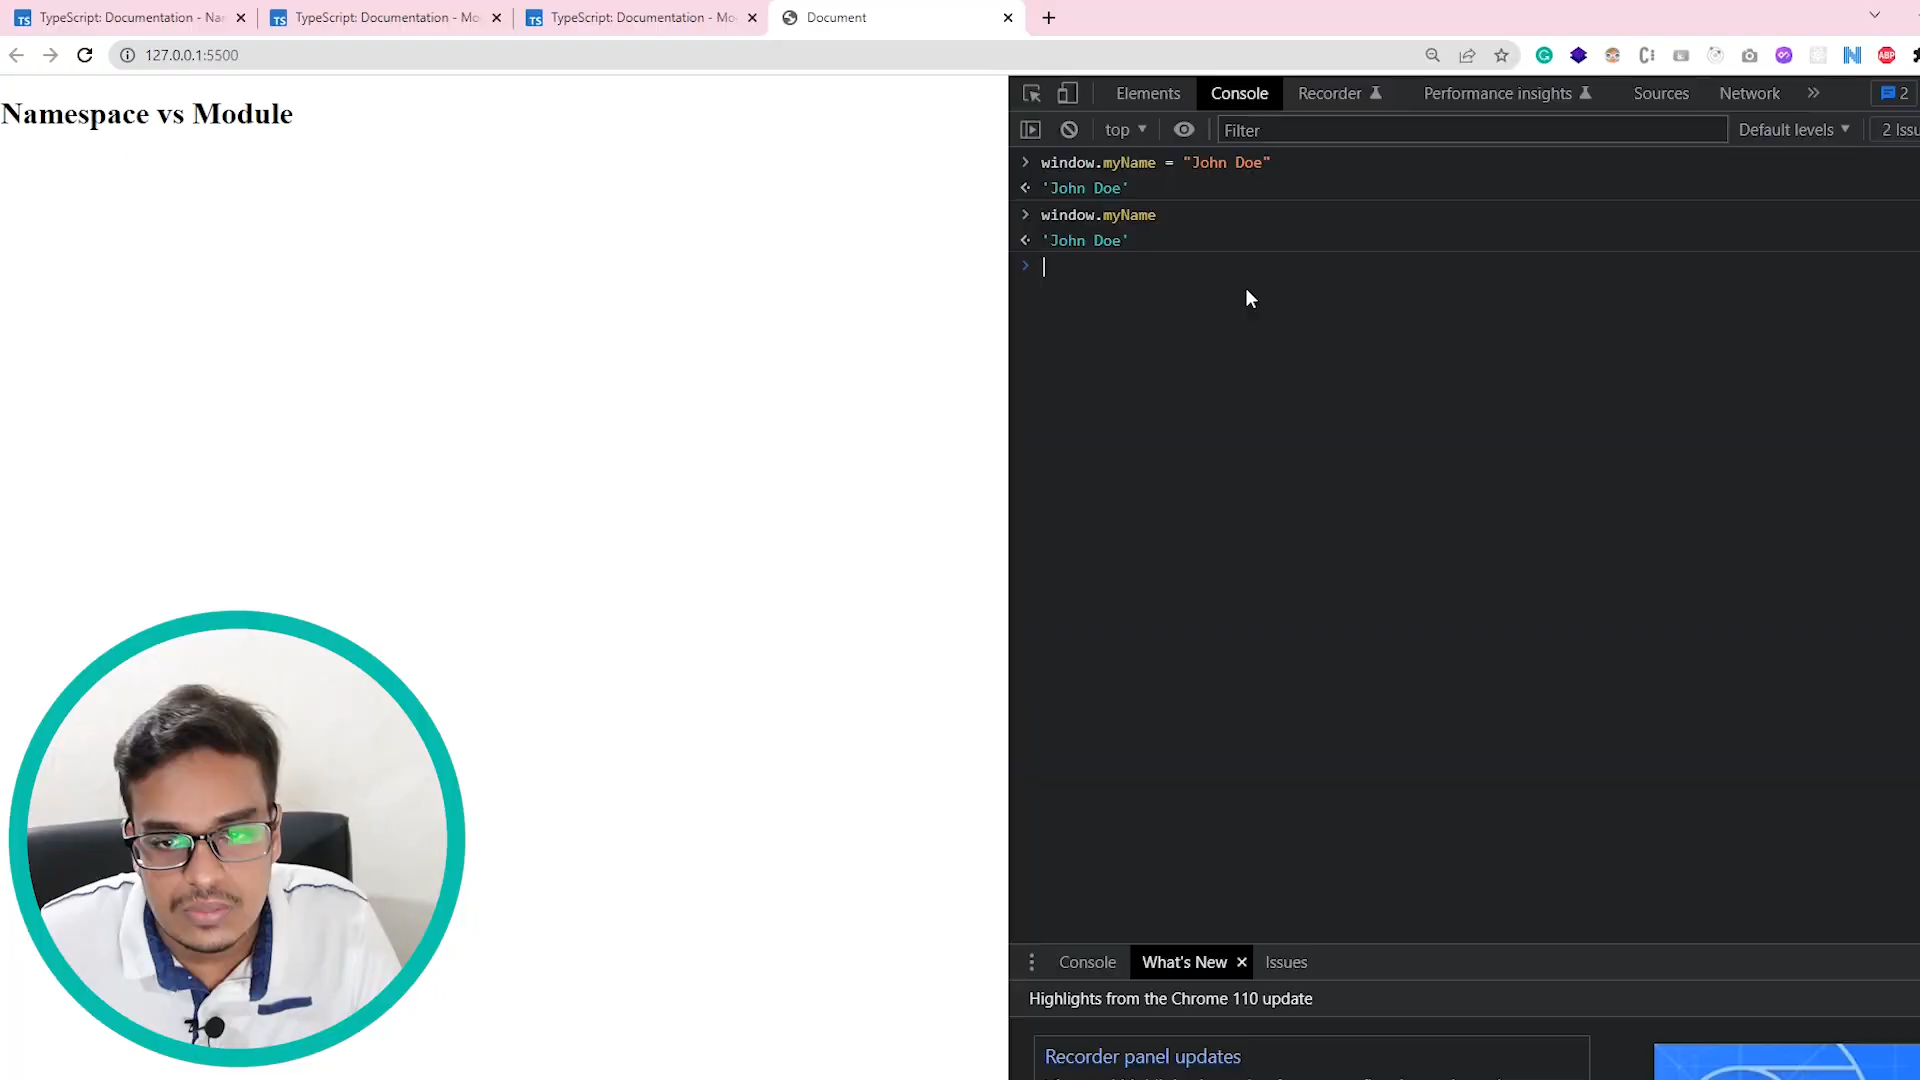 TypeScript: Documentation - Na
TypeScript: Documentation - Mo
TypeScript: Documentation - Mo
Document
127.0.0.1:5500
Namespace vs Module
Elements
Console
Recorder
Performance insights
Sources
Network
2
top
Filter
Default levels
2 Issu
window.myName = "John Doe"
'John Doe'
window.myName
'John Doe'
Console
What's New
Issues
Highlights from the Chrome 110 update
Recorder panel updates